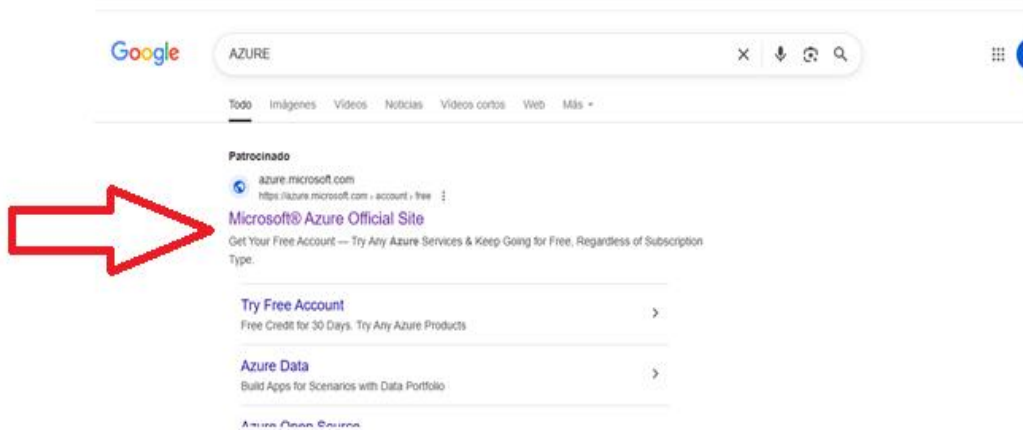 Google
AZURE
Todo Imágenes Videos Noticias Videos cortos Web Más
Patrocinado
azure.microsoft.com
https://azure.microsoft.com › account › free
Microsoft® Azure Official Site
Get Your Free Account — Try Any Azure Services & Keep Going for Free, Regardless of Subscription
Type.
Try Free Account
Free Credit for 30 Days. Try Any Azure Products
Azure Data
Build Apps for Scenarios with Data Portfolio
Azure Open Source